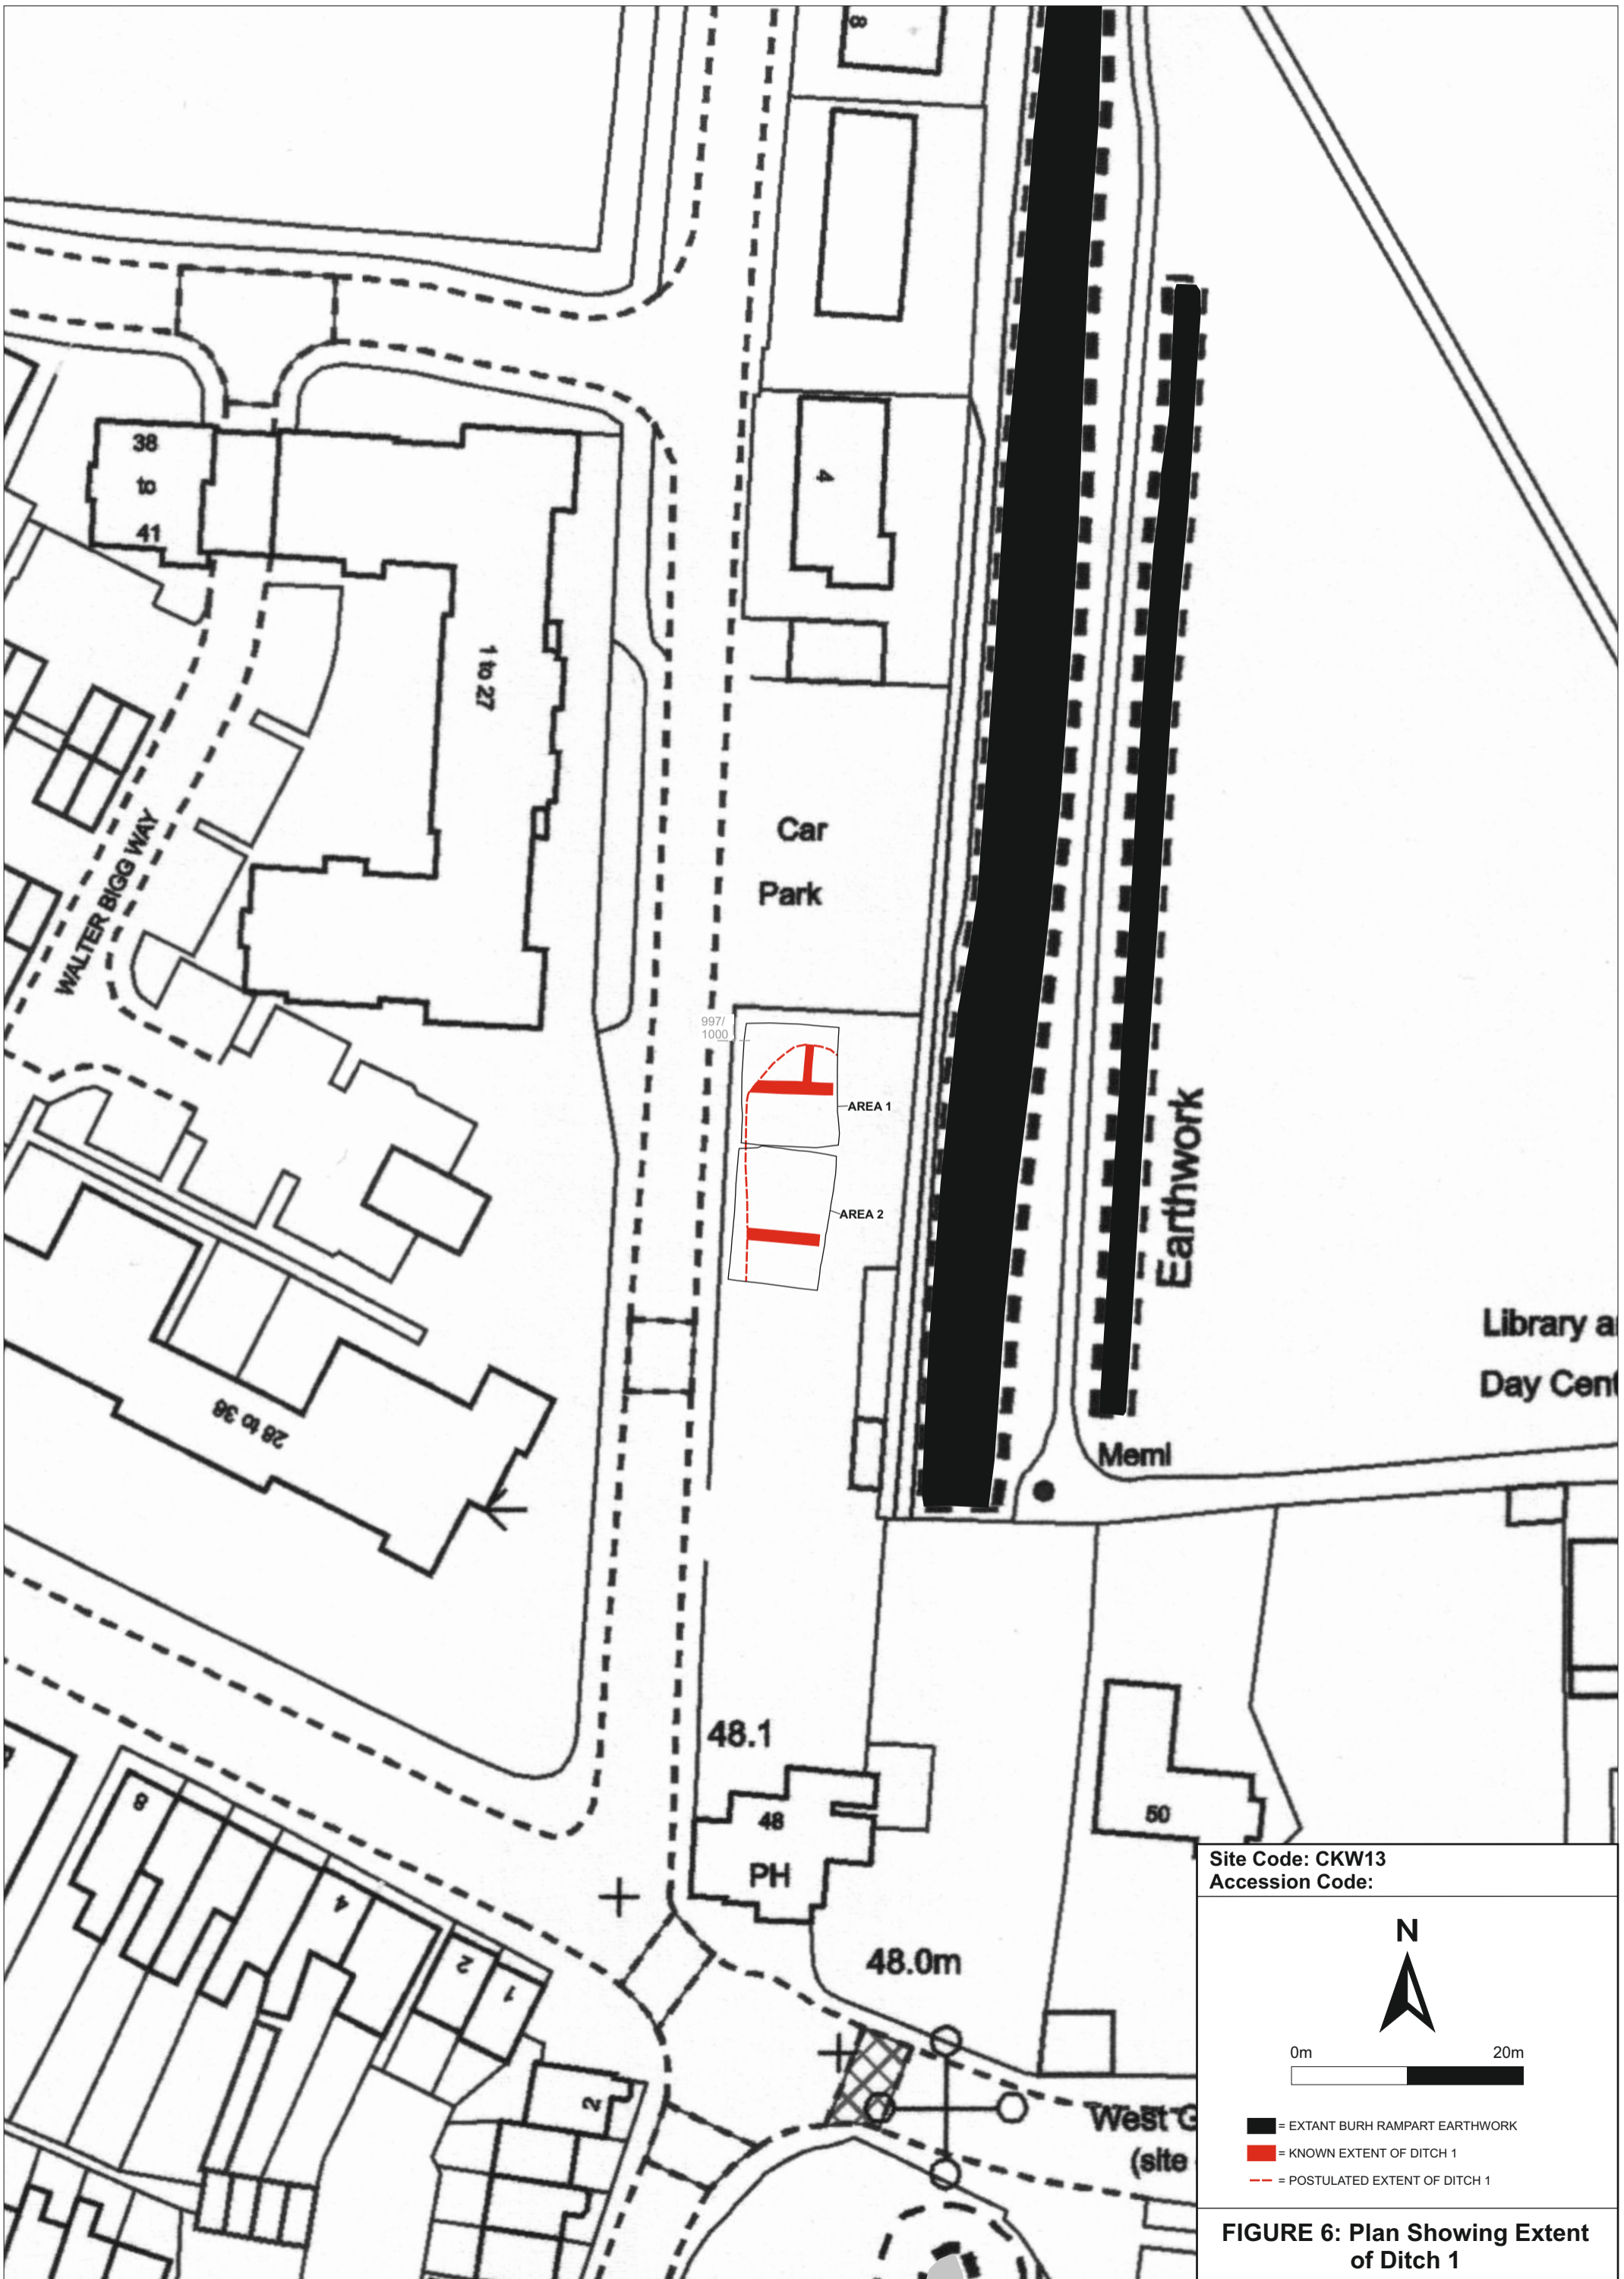 8
38
to
41
4
1 to 27
Car
Park
WALTER BIGG WAY
997/
1000
AREA 1
AREA 2
Earthwork
Library a
Day Cent
28 to 36
Meml
48.1
8
48
50
PH
4
2
1
48.0m
2
West G
(site
Site Code: CKW13
Accession Code:
N
0m 20m
= EXTANT BURH RAMPART EARTHWORK
= KNOWN EXTENT OF DITCH 1
= POSTULATED EXTENT OF DITCH 1
FIGURE 6: Plan Showing Extent
of Ditch 1